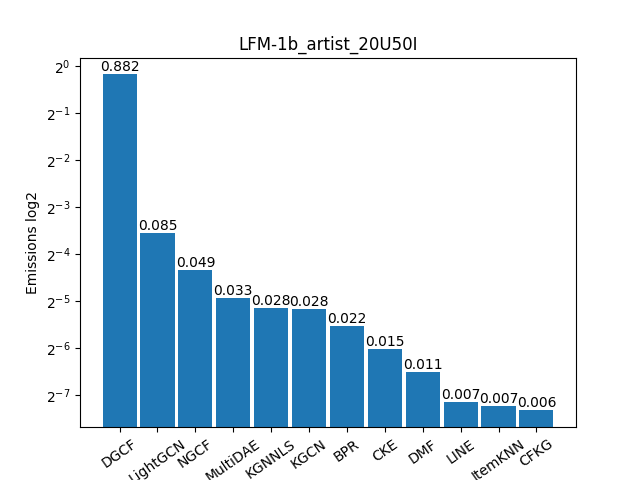 LFM-1b_artist_20U50I
Emissions log2
2^0
2^-1
2^-2
2^-3
2^-4
2^-5
2^-6
2^-7
0.882
0.085
0.049
0.033
0.028
0.028
0.022
0.015
0.011
0.007
0.007
0.006
DGCF
LightGCN
NGCF
MultiDAE
KGNNLS
KGCN
BPR
CKE
DMF
LINE
ItemKNN
CFKG